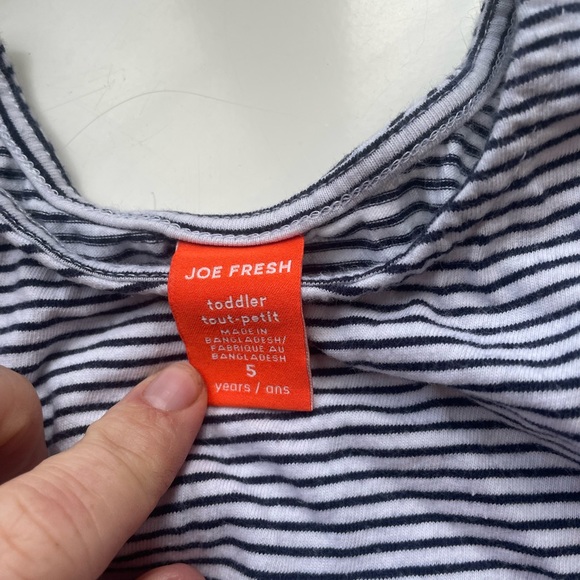 JOE FRESH
toddler
tout-petit
MADE IN
BANGLADESH/
FABRIQUÉ AU
BANGLADESH
5
years / ans